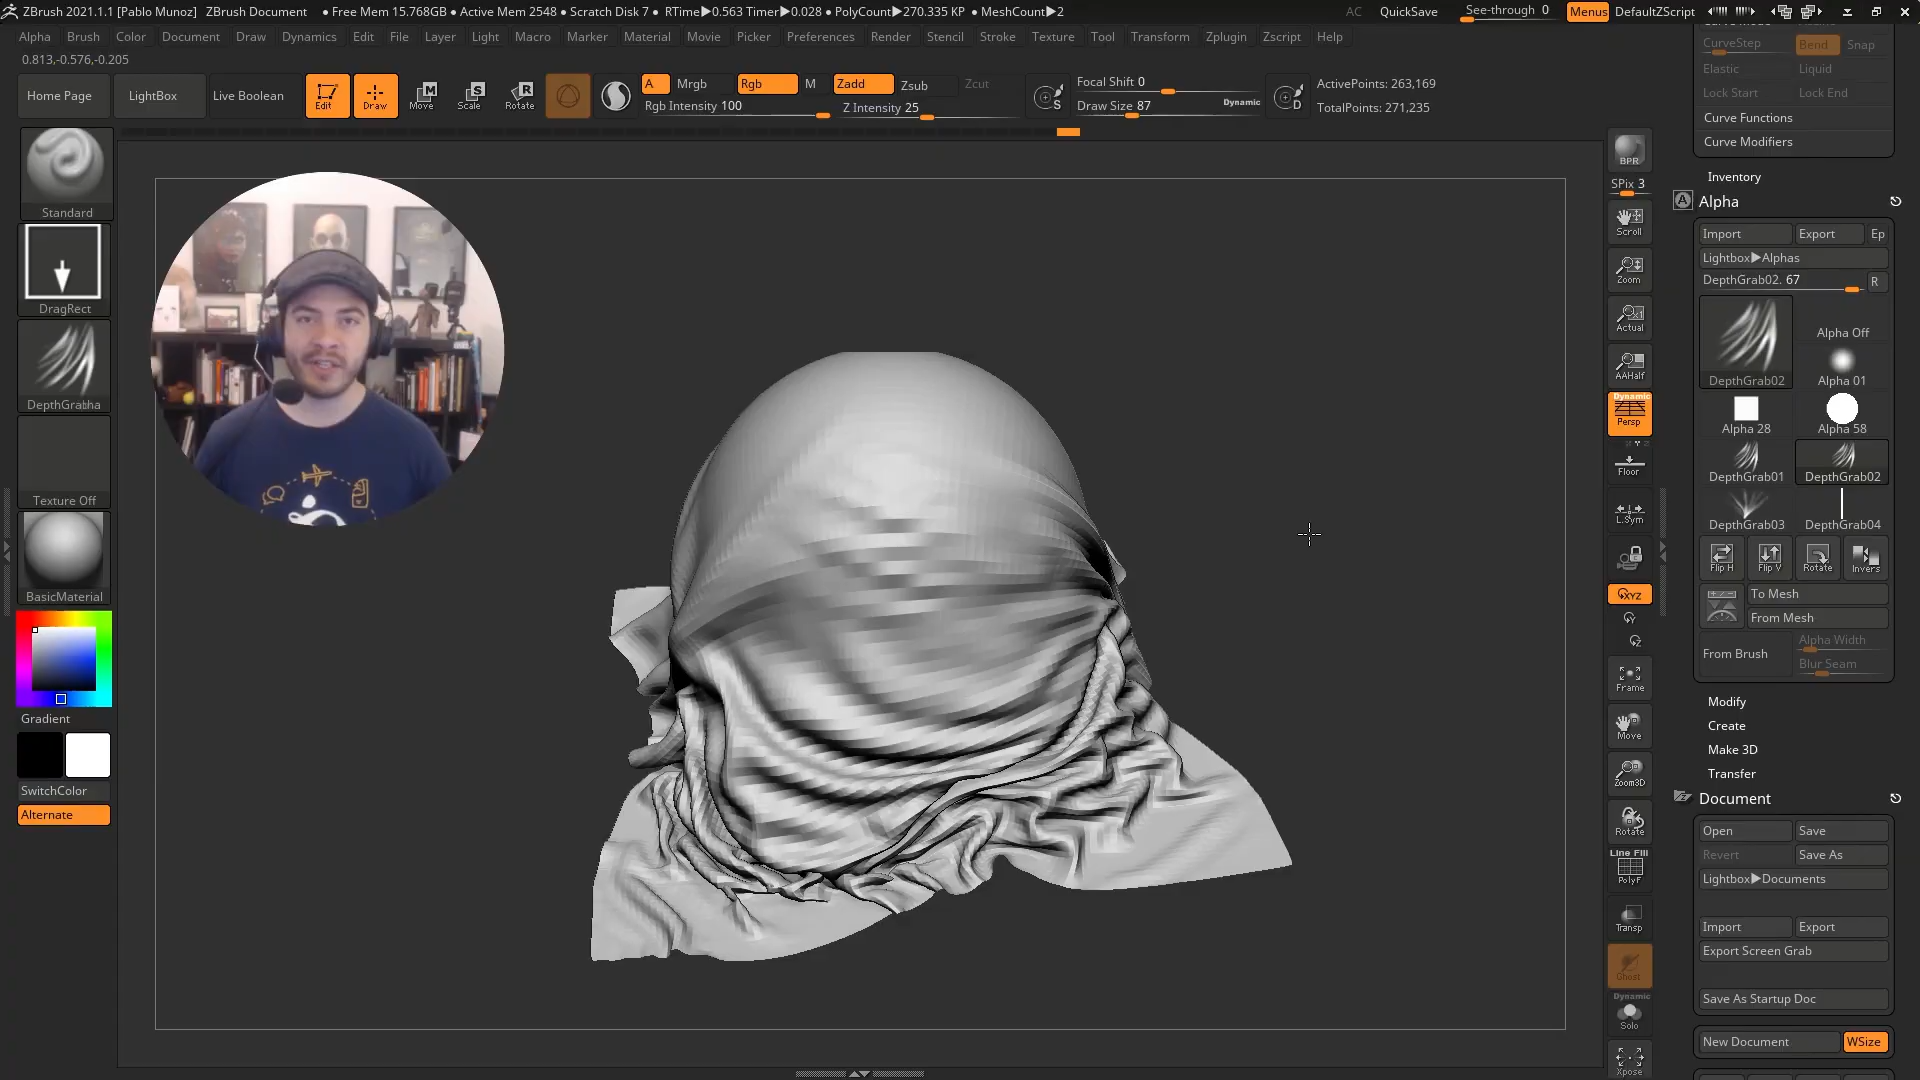 ZBrush 2021.1.1 [Pablo Munoz] ZBrush Document • Free Mem 15.768GB • Active Mem 2548 • Scratch Disk 7 • RTime▶0.563 Timer▶0.028 • PolyCount▶270.335 KP • MeshCount▶2 AC QuickSave See-through 0 Menus DefaultZScript
Alpha Brush Color Document Draw Dynamics Edit File Layer Light Macro Marker Material Movie Picker Preferences Render Stencil Stroke Texture Tool Transform Zplugin Zscript Help
0.813,-0.576,-0.205
Home Page LightBox Live Boolean Edit Draw Move Scale Rotate
A Mrgb Rgb M Zadd Zsub Zcut
Rgb Intensity 100 Z Intensity 25
S Focal Shift 0
Draw Size 87 Dynamic D
ActivePoints: 263,169
TotalPoints: 271,235
Standard
DragRect
Texture Off
BasicMaterial
Gradient
SwitchColor
Alternate
BPR
SPix 3
Scroll
Zoom
Actual
AAHalf
Dynamic
Persp
Floor
L.Sym
XYZ
Frame
Move
Zoom3D
Rotate
Line Fill
PolyF
Transp
Ghost
Dynamic
Solo
Xpose
CurveStep Bend Snap
Elastic Liquid
Lock Start Lock End
Curve Functions
Curve Modifiers
Inventory
A Alpha
Import Export Ep
Lightbox▶Alphas
DepthGrab02. 67 R
DepthGrab02 Alpha Off
Alpha 01
Alpha 28 Alpha 58
DepthGrab01 DepthGrab02
DepthGrab03 DepthGrab04
Flip H Flip V Rotate Invers
To Mesh
From Mesh
From Brush Alpha Width
Blur Seam
Modify
Create
Make 3D
Transfer
Document
Open Save
Revert Save As
Lightbox▶Documents
Import Export
Export Screen Grab
Save As Startup Doc
New Document WSize